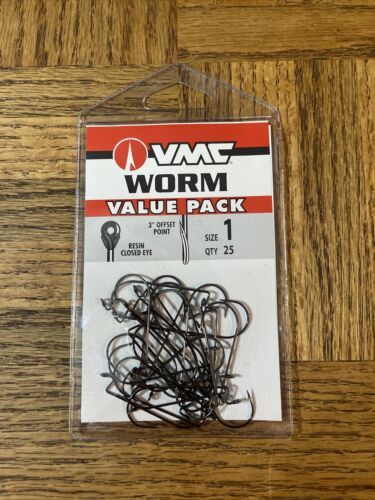 VMC
WORM
VALUE PACK
3° OFFSET
POINT
RESIN
CLOSED EYE
SIZE 1
QTY 25